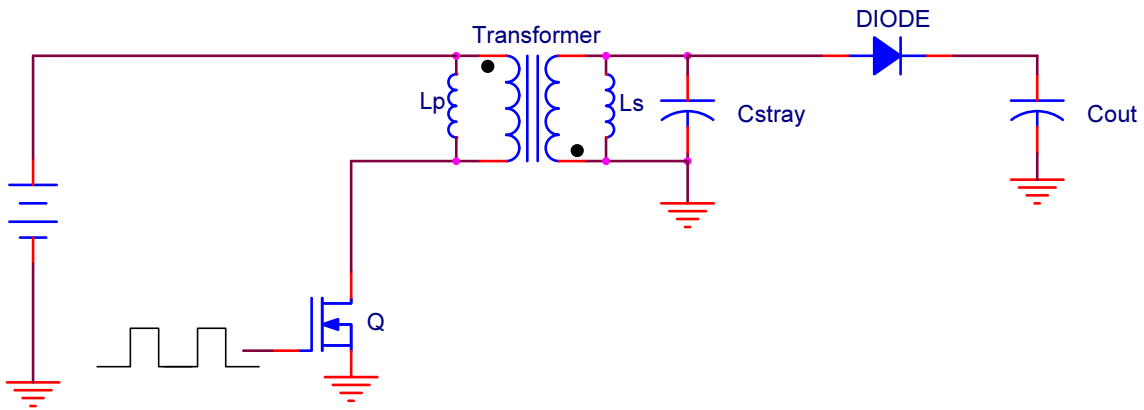 DIODE
Transformer
Lp
Ls
Cstray
Cout
Q